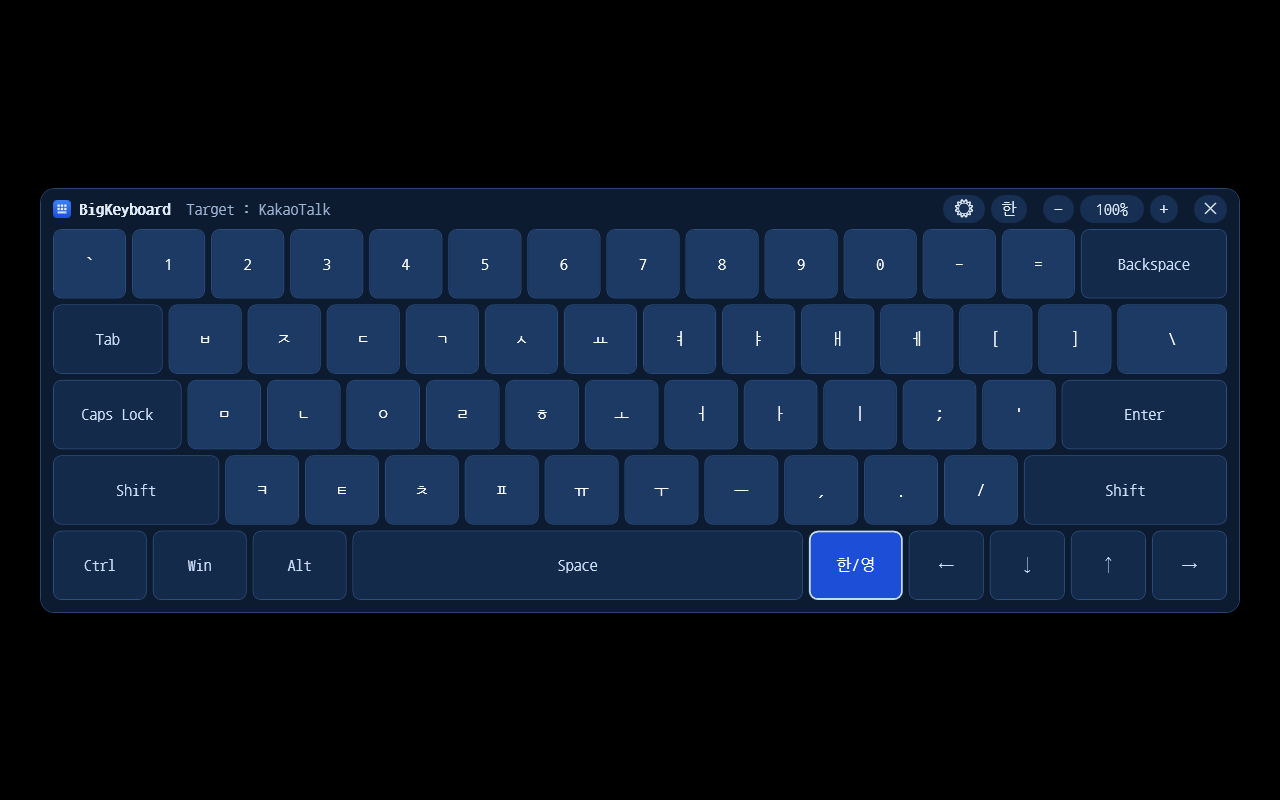 BigKeyboard Target : KakaoTalk 한 − 100% +
` 1 2 3 4 5 6 7 8 9 0 − = Backspace
Tab ㅂ ㅈ ㄷ ㄱ ㅅ ㅛ ㅕ ㅑ ㅐ ㅔ [ ] \
Caps Lock ㅁ ㄴ ㅇ ㄹ ㅎ ㅗ ㅓ ㅏ ㅣ ; ' Enter
Shift ㅋ ㅌ ㅊ ㅍ ㅠ ㅜ ㅡ , . / Shift
Ctrl Win Alt Space 한/영 ← ↓ ↑ →